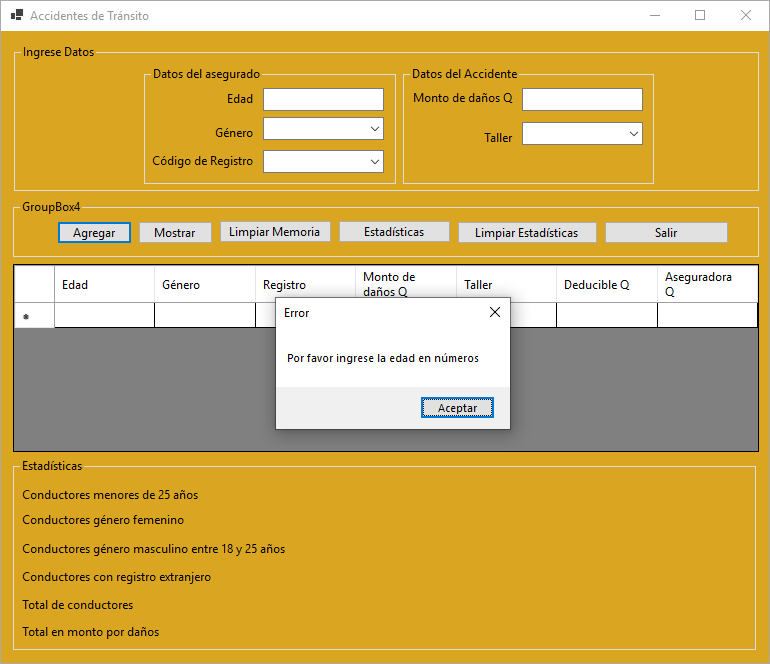 Accidentes de Tránsito
Ingrese Datos
Datos del asegurado
Edad
Género
Código de Registro
Datos del Accidente
Monto de daños Q
Taller
GroupBox4
Agregar
Mostrar
Limpiar Memoria
Estadísticas
Limpiar Estadísticas
Salir
Edad
Género
Registro
Monto de
daños Q
Taller
Deducible Q
Aseguradora
Q
Error
Por favor ingrese la edad en números
Aceptar
Estadísticas
Conductores menores de 25 años
Conductores género femenino
Conductores género masculino entre 18 y 25 años
Conductores con registro extranjero
Total de conductores
Total en monto por daños